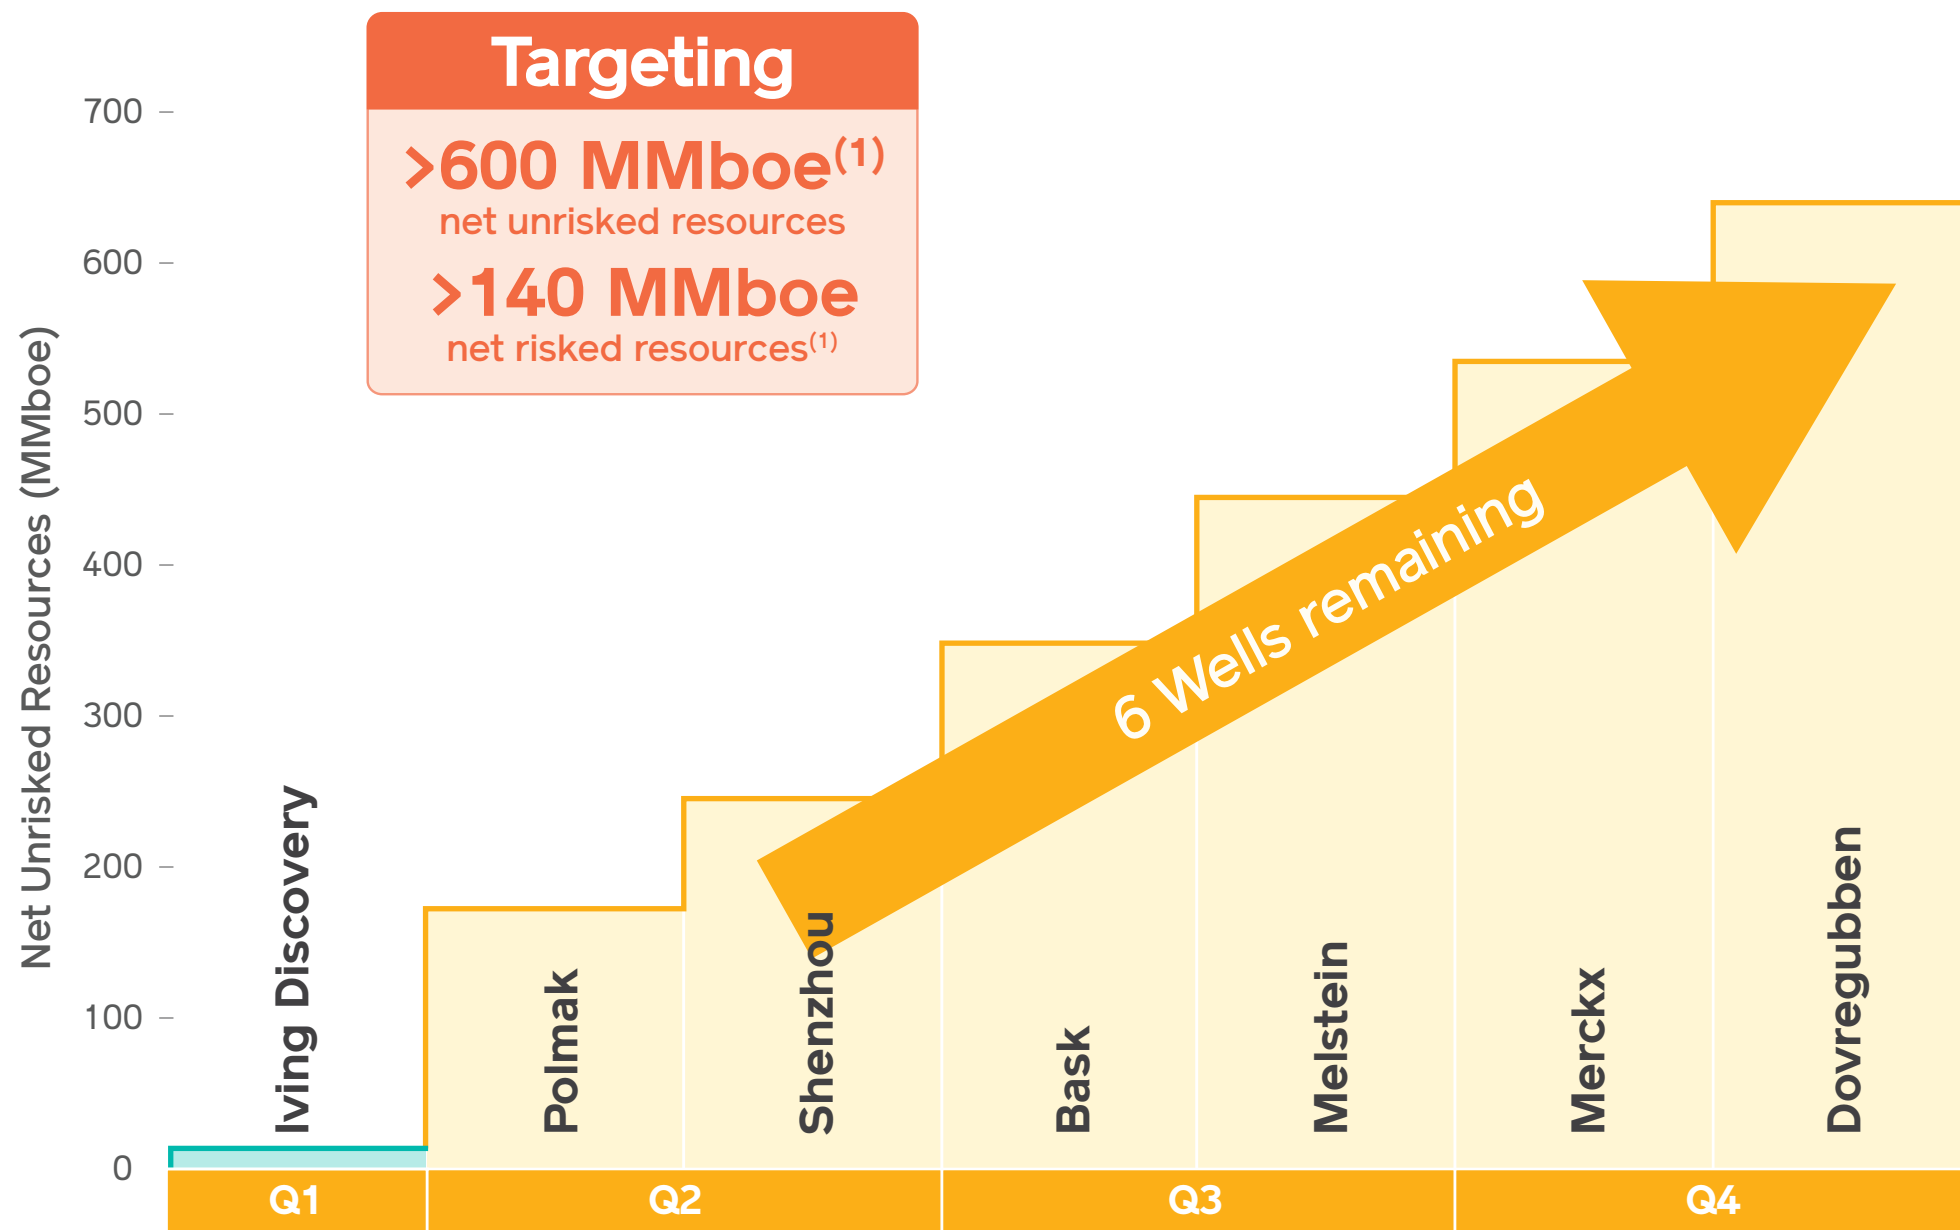 Targeting
>600 MMboe(1)
net unrisked resources
>140 MMboe
net risked resources(1)
Net Unrisked Resources (MMboe)
700
600
500
400
300
200
100
0
6 Wells remaining
Iving Discovery
Polmak
Shenzhou
Bask
Melstein
Merckx
Dovregubben
Q1
Q2
Q3
Q4